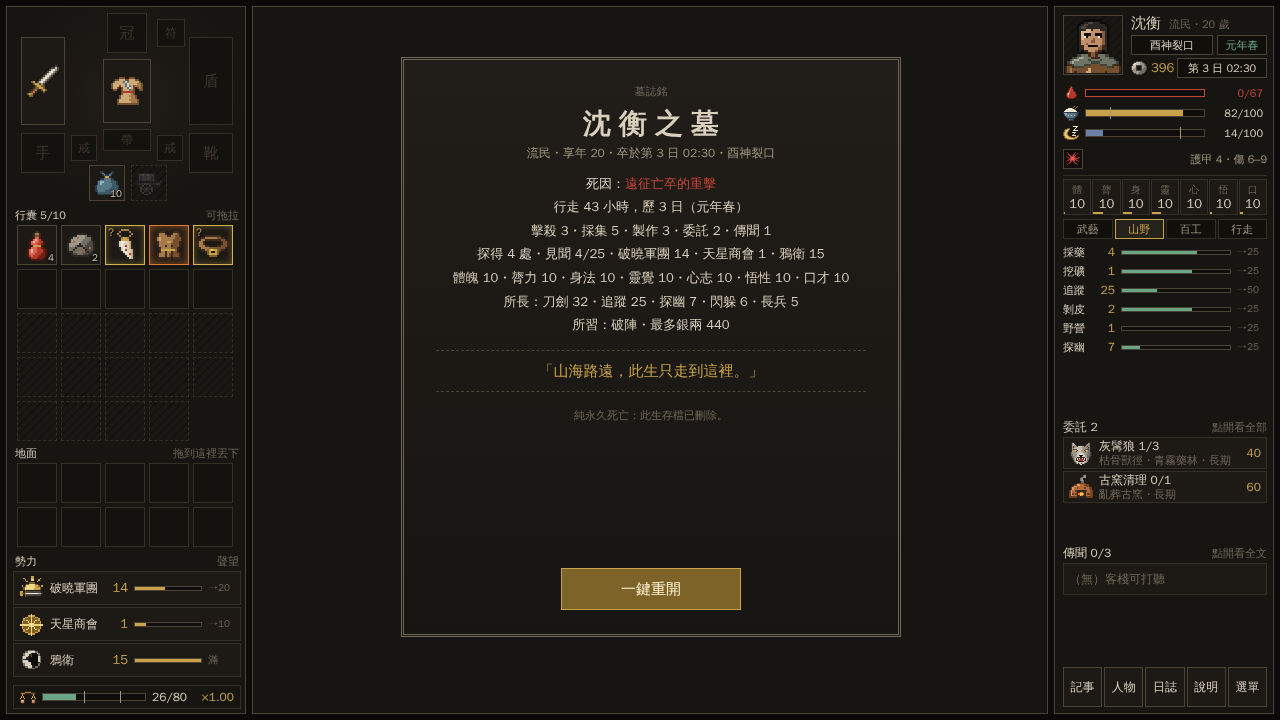 冠
符
盾
手
戒
帶
戒
靴
10
行囊 5/10
可拖拉
4
2
?
?
地面
拖到這裡丟下
勢力
聲望
破曉軍團 14 →20
天星商會 1 →10
鴉衛 15 滿
26/80 ×1.00
墓誌銘
沈衡之墓
流民・享年 20・卒於第 3 日 02:30・酉神裂口
死因：遠征亡卒的重擊
行走 43 小時，歷 3 日（元年春）
擊殺 3・採集 5・製作 3・委託 2・傳聞 1
探得 4 處・見聞 4/25・破曉軍團 14・天星商會 1・鴉衛 15
體魄 10・膂力 10・身法 10・靈覺 10・心志 10・悟性 10・口才 10
所長：刀劍 32・追蹤 25・探幽 7・閃躲 6・長兵 5
所習：破陣・最多銀兩 440
「山海路遠，此生只走到這裡。」
純永久死亡：此生存檔已刪除。
一鍵重開
沈衡 流民・20 歲
酉神裂口 元年春
396 第 3 日 02:30
0/67
82/100
14/100
護甲 4・傷 6–9
體 膂 身 靈 心 悟 口
10 10 10 10 10 10 10
武藝 山野 百工 行走
採藥 4 →25
挖礦 1 →25
追蹤 25 →50
剝皮 2 →25
野營 1 →25
探幽 7 →25
委託 2
點開看全部
灰髯狼 1/3 40
枯骨獸徑・青霧藥林・長期
古窯清理 0/1 60
亂葬古窯・長期
傳聞 0/3
點開看全文
（無）客棧可打聽
記事 人物 日誌 說明 選單